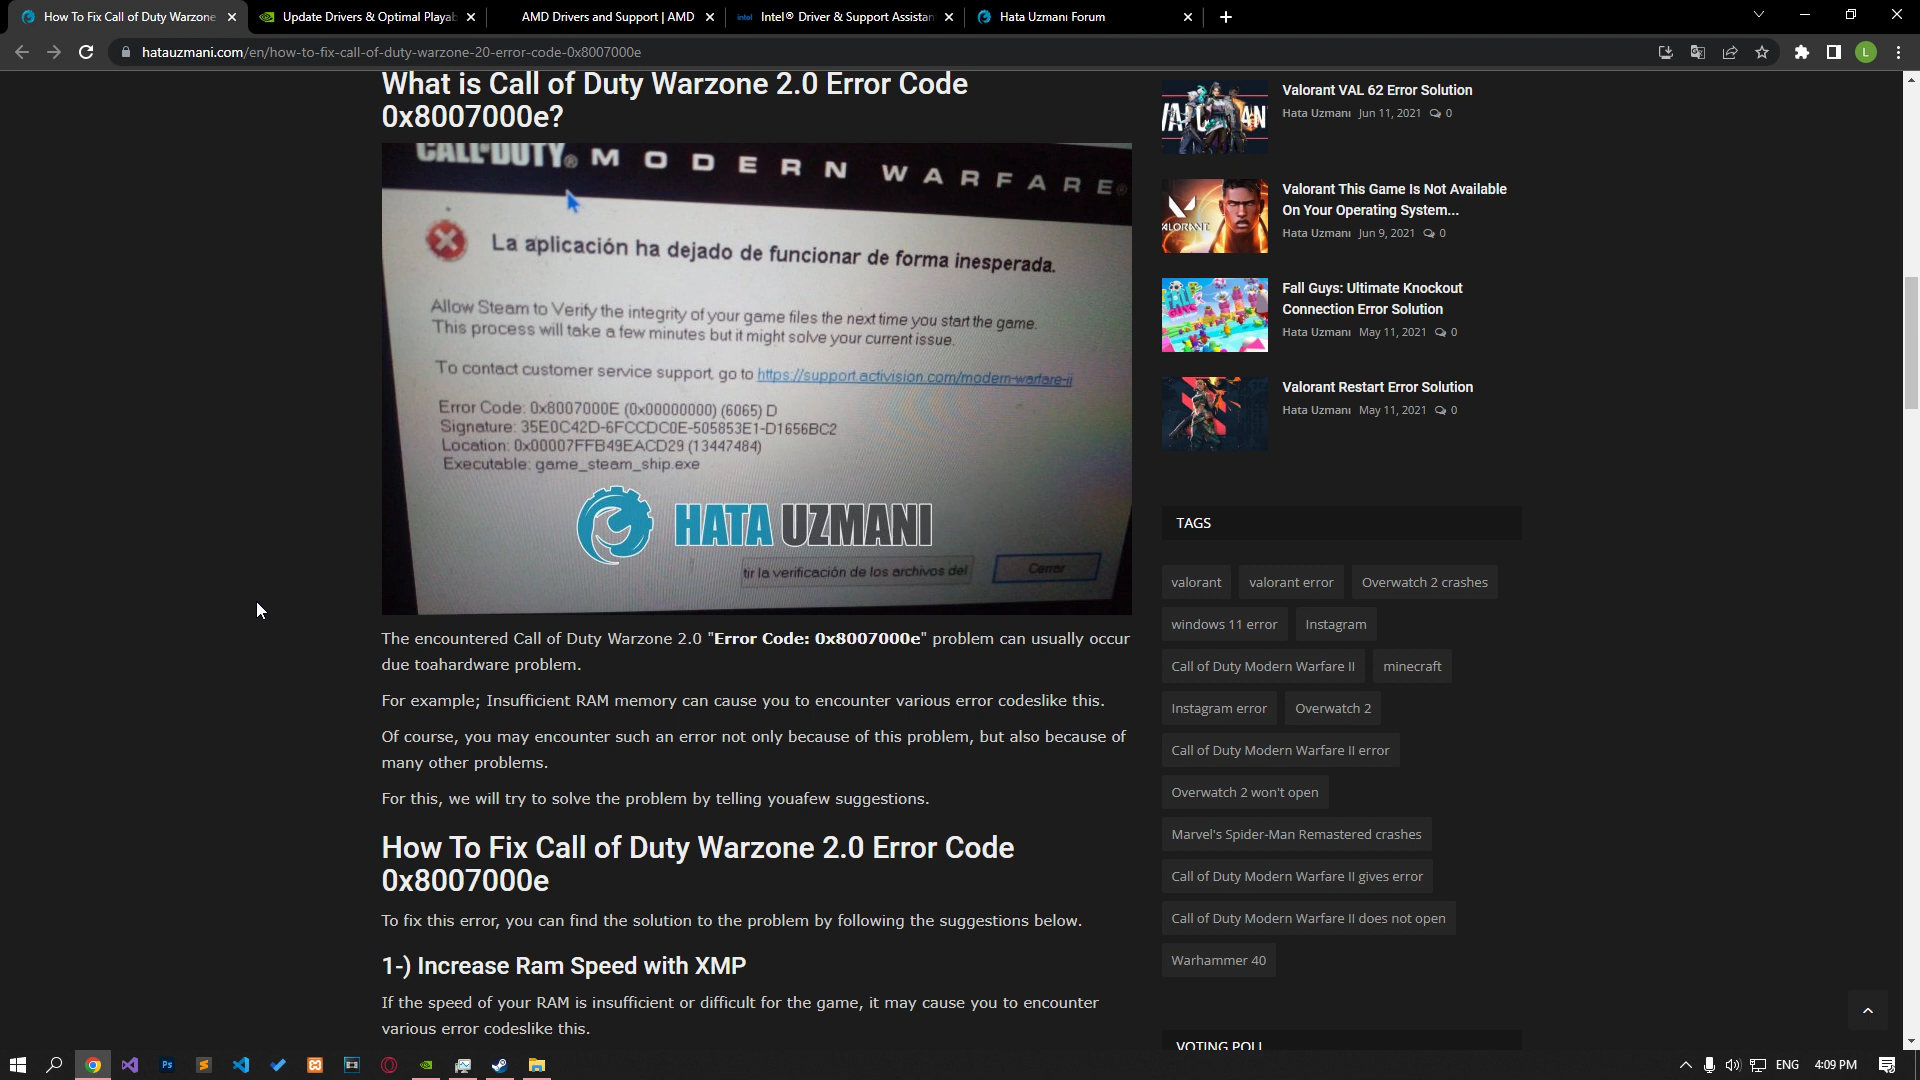 How To Fix Call of Duty Warzone
Update Drivers & Optimal Playab
AMD Drivers and Support | AMD
intel
Intel® Driver & Support Assistan
Hata Uzmanı Forum
hatauzmani.com/en/how-to-fix-call-of-duty-warzone-20-error-code-0x8007000e
L
What is Call of Duty Warzone 2.0 Error Code
0x8007000e?
CALL OF DUTY® MODERN WARFARE®
La aplicación ha dejado de funcionar de forma inesperada.
Allow Steam to Verify the integrity of your game files the next time you start the game.
This process will take a few minutes but it might solve your current issue.
To contact customer service support, go to https://support.activision.com/modern-warfare-ii
Error Code: 0x8007000E (0x00000000) (6065) D
Signature: 35E0C42D-6FCCDC0E-505853E1-D1656BC2
Location: 0x00007FFB49EACD29 (13447484)
Executable: game_steam_ship.exe
HATA UZMANI
tir la verificación de los archivos del
Cerrar
The encountered Call of Duty Warzone 2.0 "Error Code: 0x8007000e" problem can usually occur
due toahardware problem.
For example; Insufficient RAM memory can cause you to encounter various error codeslike this.
Of course, you may encounter such an error not only because of this problem, but also because of
many other problems.
For this, we will try to solve the problem by telling youafew suggestions.
How To Fix Call of Duty Warzone 2.0 Error Code
0x8007000e
To fix this error, you can find the solution to the problem by following the suggestions below.
1-) Increase Ram Speed with XMP
If the speed of your RAM is insufficient or difficult for the game, it may cause you to encounter
various error codeslike this.
Valorant VAL 62 Error Solution
Hata Uzmanı Jun 11, 2021 0
VALORANT
Valorant This Game Is Not Available
On Your Operating System...
Hata Uzmanı Jun 9, 2021 0
Fall Guys: Ultimate Knockout
Connection Error Solution
Hata Uzmanı May 11, 2021 0
Valorant Restart Error Solution
Hata Uzmanı May 11, 2021 0
TAGS
valorant valorant error Overwatch 2 crashes
windows 11 error Instagram
Call of Duty Modern Warfare II minecraft
Instagram error Overwatch 2
Call of Duty Modern Warfare II error
Overwatch 2 won't open
Marvel's Spider-Man Remastered crashes
Call of Duty Modern Warfare II gives error
Call of Duty Modern Warfare II does not open
Warhammer 40
VOTING POLL
Ps
ENG
4:09 PM